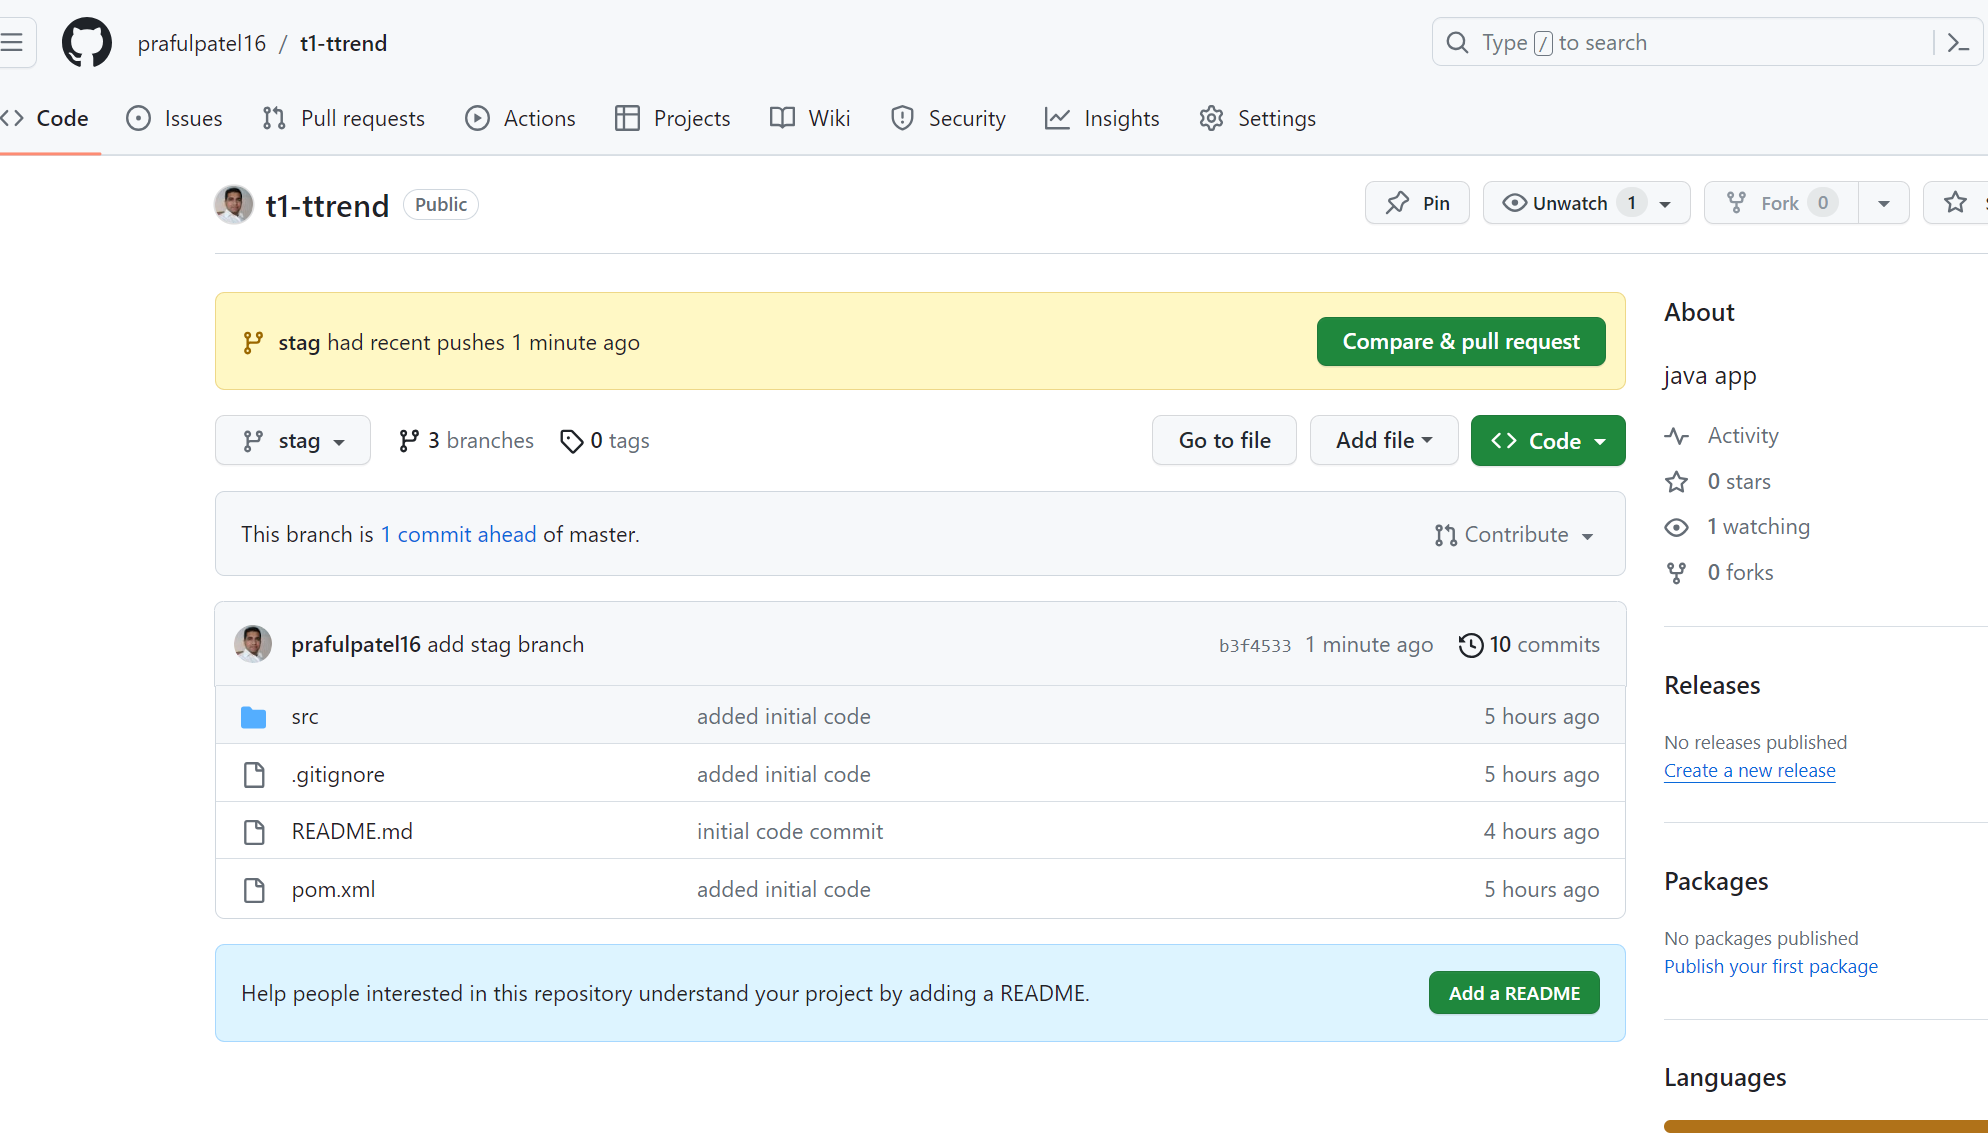 prafulpatel16 / t1-ttrend
Type / to search
Code Issues Pull requests Actions Projects Wiki Security Insights Settings
t1-ttrend Public
Pin Unwatch 1 Fork 0
stag had recent pushes 1 minute ago
Compare & pull request
stag 3 branches 0 tags
Go to file Add file Code
This branch is 1 commit ahead of master.
Contribute
prafulpatel16 add stag branch b3f4533 1 minute ago 10 commits
src added initial code 5 hours ago
.gitignore added initial code 5 hours ago
README.md initial code commit 4 hours ago
pom.xml added initial code 5 hours ago
Help people interested in this repository understand your project by adding a README.
Add a README
About
java app
Activity
0 stars
1 watching
0 forks
Releases
No releases published
Create a new release
Packages
No packages published
Publish your first package
Languages